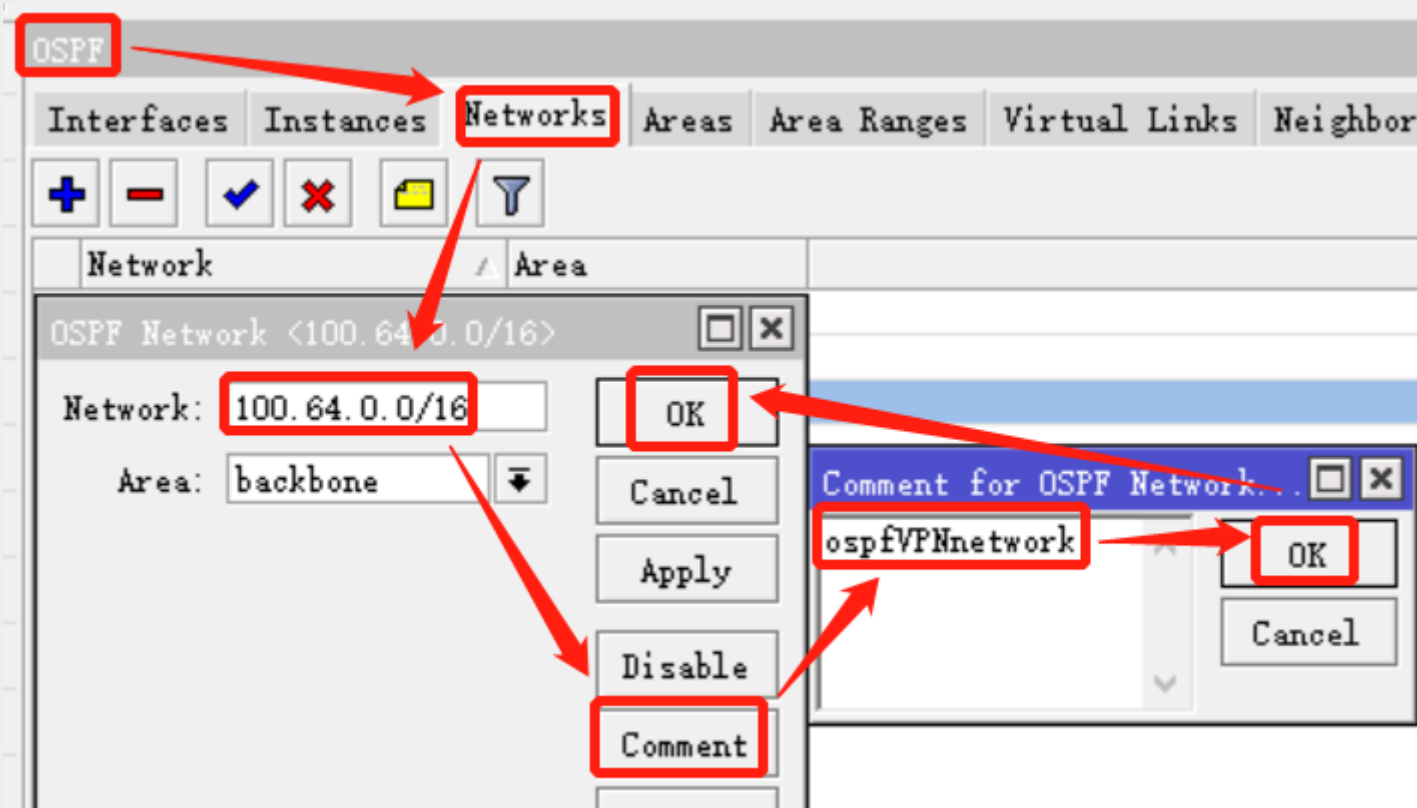 OSPF
Interfaces Instances Networks Areas Area Ranges Virtual Links Neighbor
Network Area
OSPF Network <100.64.0.0/16>
Network: 100.64.0.0/16
OK
Area: backbone
Cancel
Comment for OSPF Network...
ospfVPNnetwork
OK
Apply
Cancel
Disable
Comment